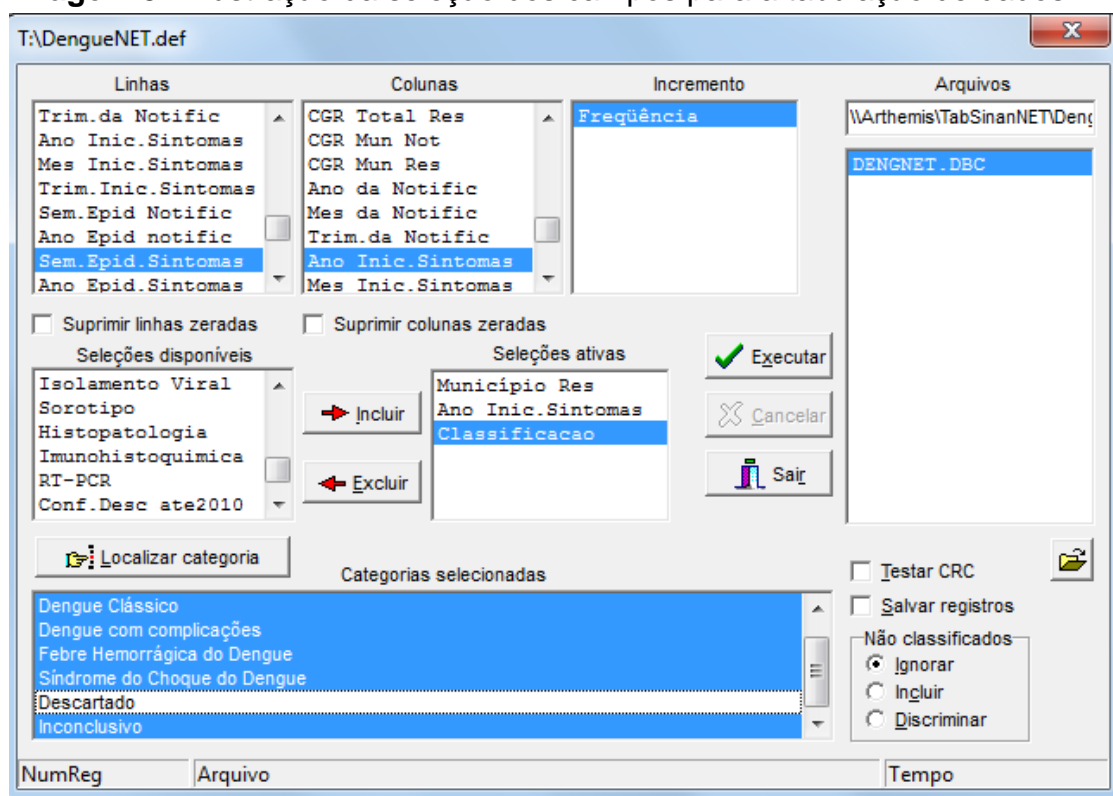 T:\DengueNET.def
Linhas
Colunas
Incremento
Arquivos
Trim.da Notific
Ano Inic.Sintomas
Mes Inic.Sintomas
Trim.Inic.Sintomas
Sem.Epid Notific
Ano Epid notific
Sem.Epid.Sintomas
Ano Epid.Sintomas
CGR Total Res
CGR Mun Not
CGR Mun Res
Ano da Notific
Mes da Notific
Trim.da Notific
Ano Inic.Sintomas
Mes Inic.Sintomas
Freqüência
\\Arthemis\TabSinanNET\Deng
DENGNET.DBC
Suprimir linhas zeradas
Suprimir colunas zeradas
Seleções disponíveis
Seleções ativas
Isolamento Viral
Sorotipo
Histopatologia
Imunohistoquimica
RT-PCR
Conf.Desc ate2010
Incluir
Excluir
Município Res
Ano Inic.Sintomas
Classificacao
Executar
Cancelar
Sair
Localizar categoria
Categorias selecionadas
Dengue Clássico
Dengue com complicações
Febre Hemorrágica do Dengue
Síndrome do Choque do Dengue
Descartado
Inconclusivo
Testar CRC
Salvar registros
Não classificados
Ignorar
Incluir
Discriminar
NumReg
Arquivo
Tempo